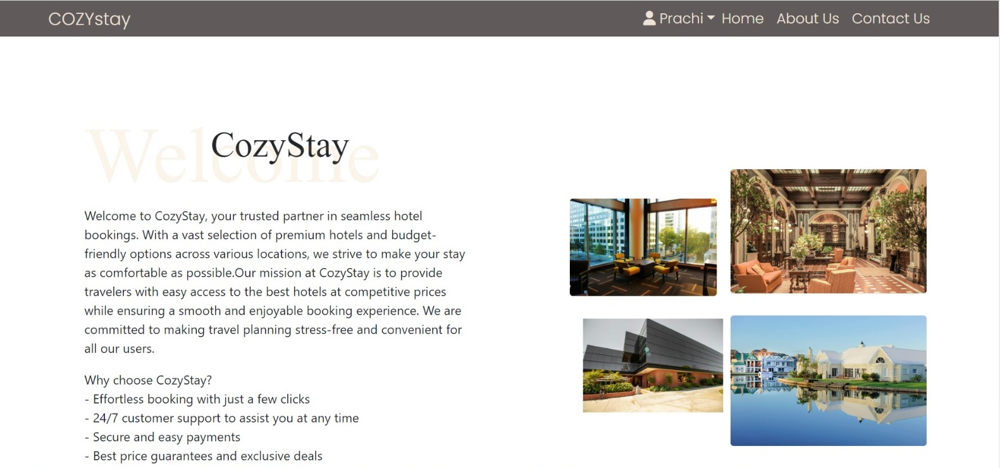 COZYstay
Prachi Home About Us Contact Us
Welcome
CozyStay
Welcome to CozyStay, your trusted partner in seamless hotel
bookings. With a vast selection of premium hotels and budget-
friendly options across various locations, we strive to make your stay
as comfortable as possible.Our mission at CozyStay is to provide
travelers with easy access to the best hotels at competitive prices
while ensuring a smooth and enjoyable booking experience. We are
committed to making travel planning stress-free and convenient for
all our users.
Why choose CozyStay?
- Effortless booking with just a few clicks
- 24/7 customer support to assist you at any time
- Secure and easy payments
- Best price guarantees and exclusive deals